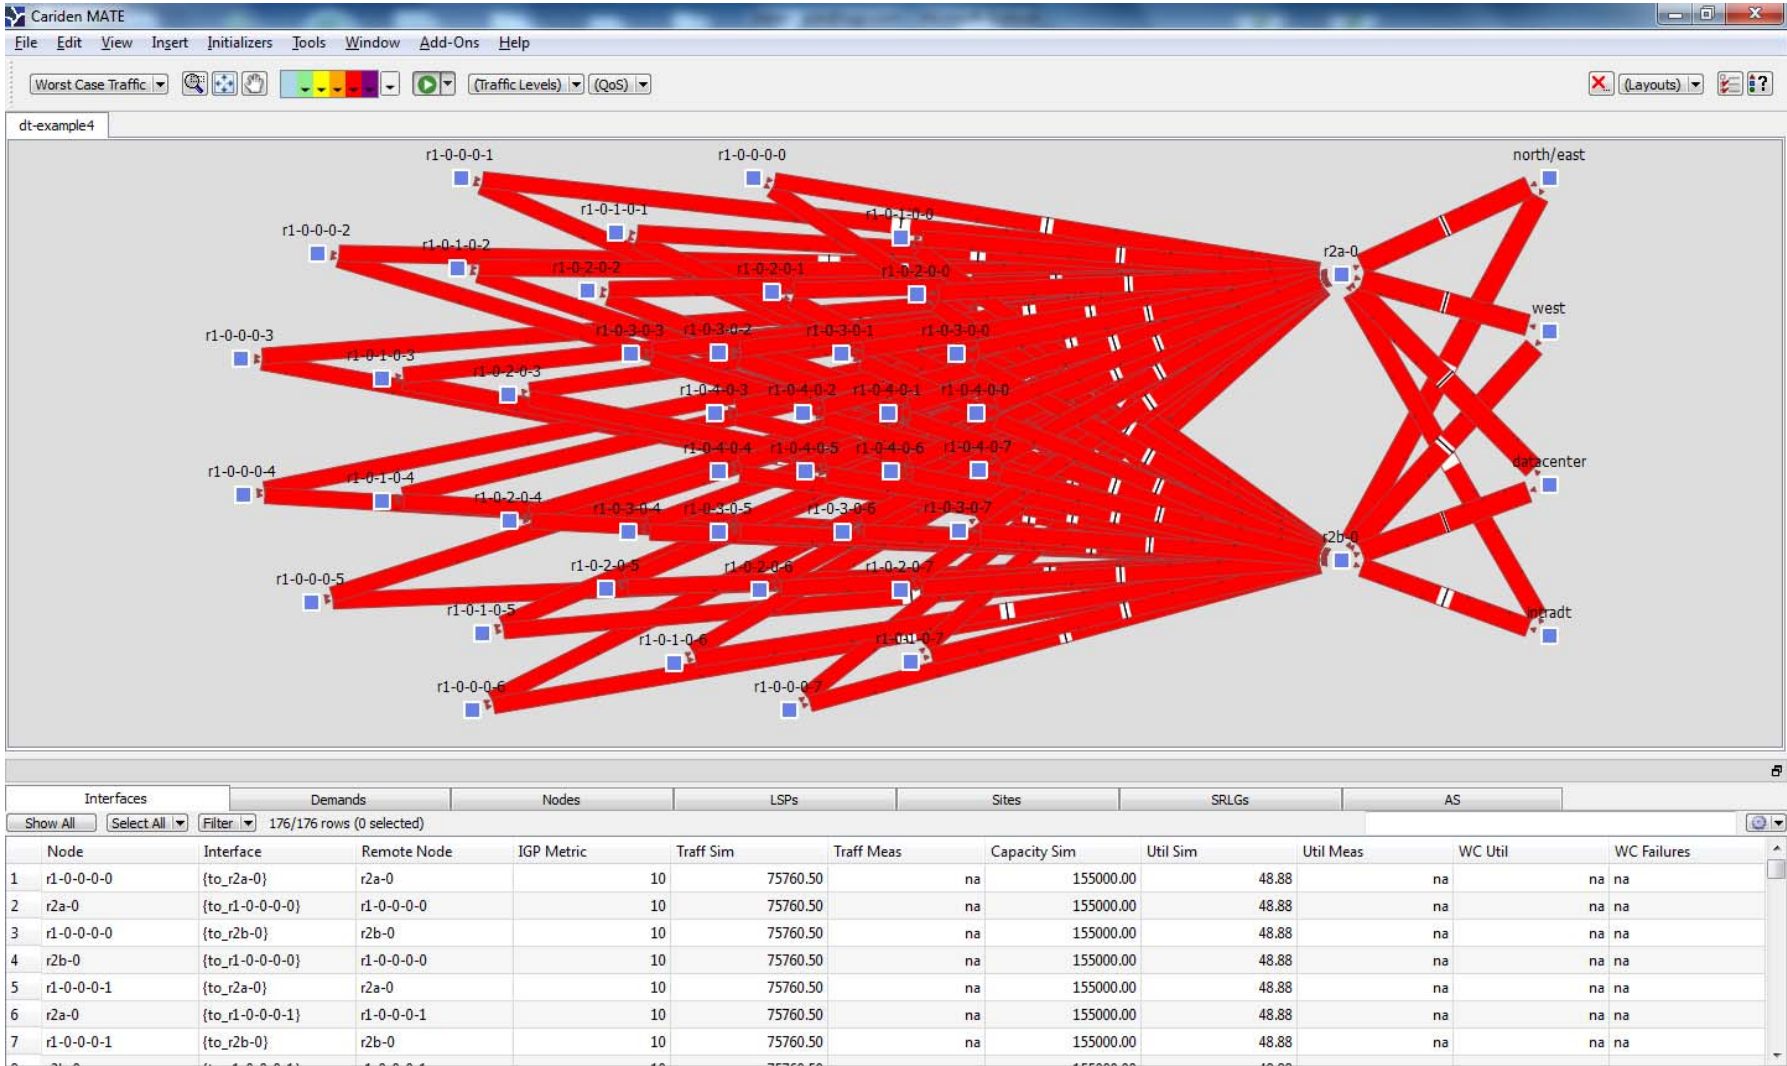 Cariden MATE
File Edit View Insert Initializers Tools Window Add-Ons Help
Worst Case Traffic (Traffic Levels) (QoS) (Layouts)
dt-example4
r1-0-0-0-1 r1-0-0-0-0 north/east
r1-0-1-0-1 r1-0-1-0-0
r1-0-0-0-2 r1-0-1-0-2 r2a-0
r1-0-2-0-2 r1-0-2-0-1 r1-0-2-0-0
west
r1-0-0-0-3 r1-0-3-0-3 r1-0-3-0-2 r1-0-3-0-1 r1-0-3-0-0
r1-0-1-0-3 r1-0-2-0-3
r1-0-4-0-3 r1-0-4-0-2 r1-0-4-0-1 r1-0-4-0-0
r1-0-4-0-4 r1-0-4-0-5 r1-0-4-0-6 r1-0-4-0-7
r1-0-0-0-4 r1-0-1-0-4 datacenter
r1-0-2-0-4 r1-0-3-0-4 r1-0-3-0-5 r1-0-3-0-6 r1-0-3-0-7
r2b-0
r1-0-0-0-5 r1-0-2-0-5 r1-0-2-0-6 r1-0-2-0-7
r1-0-1-0-5 intradt
r1-0-1-0-6 r1-0-1-0-7
r1-0-0-0-6 r1-0-0-0-7
Interfaces Demands Nodes LSPs Sites SRLGs AS
Show All Select All Filter 176/176 rows (0 selected)
Node Interface Remote Node IGP Metric Traff Sim Traff Meas Capacity Sim Util Sim Util Meas WC Util WC Failures
1 r1-0-0-0-0 {to_r2a-0} r2a-0 10 75760.50 na 155000.00 48.88 na na na
2 r2a-0 {to_r1-0-0-0-0} r1-0-0-0-0 10 75760.50 na 155000.00 48.88 na na na
3 r1-0-0-0-0 {to_r2b-0} r2b-0 10 75760.50 na 155000.00 48.88 na na na
4 r2b-0 {to_r1-0-0-0-0} r1-0-0-0-0 10 75760.50 na 155000.00 48.88 na na na
5 r1-0-0-0-1 {to_r2a-0} r2a-0 10 75760.50 na 155000.00 48.88 na na na
6 r2a-0 {to_r1-0-0-0-1} r1-0-0-0-1 10 75760.50 na 155000.00 48.88 na na na
7 r1-0-0-0-1 {to_r2b-0} r2b-0 10 75760.50 na 155000.00 48.88 na na na